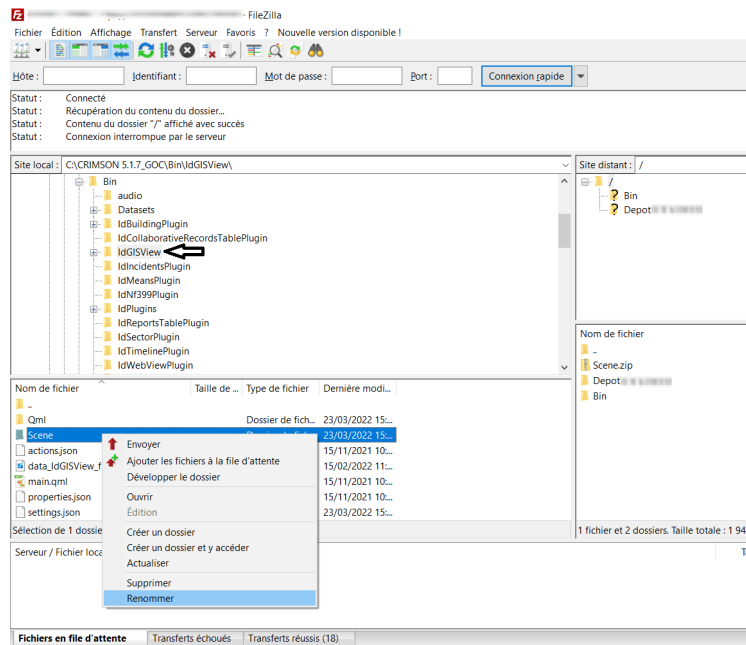 FileZilla
Fichier Édition Affichage Transfert Serveur Favoris ? Nouvelle version disponible !
Hôte : Identifiant : Mot de passe : Port : Connexion rapide
Statut : Connecté
Statut : Récupération du contenu du dossier...
Statut : Contenu du dossier "/" affiché avec succès
Statut : Connexion interrompue par le serveur
Site local : C:\CRIMSON 5.1.7_GOC\Bin\IdGISView\
Bin
audio
Datasets
IdBuildingPlugin
IdCollaborativeRecordsTablePlugin
IdGISView
IdIncidentsPlugin
IdMeansPlugin
IdNf399Plugin
IdPlugins
IdReportsTablePlugin
IdSectorPlugin
IdTimelinePlugin
IdWebViewPlugin
Site distant : /
/
? Bin
? Depot
Nom de fichier
..
Scene.zip
Depot
Bin
1 fichier et 2 dossiers. Taille totale : 1 94
Nom de fichier Taille de ... Type de fichier Dernière modi...
..
Qml Dossier de fich... 23/03/2022 15:...
Scene 23/03/2022 15:...
actions.json 15/11/2021 10:...
data_IdGISView_f 15/02/2022 11:...
main.qml 15/11/2021 10:...
properties.json 15/11/2021 10:...
settings.json 23/03/2022 15:...
Sélection de 1 dossie
Envoyer
Ajouter les fichiers à la file d'attente
Développer le dossier
Ouvrir
Édition
Créer un dossier
Créer un dossier et y accéder
Actualiser
Supprimer
Renommer
Serveur / Fichier loca
Fichiers en file d'attente Transferts échoués Transferts réussis (18)